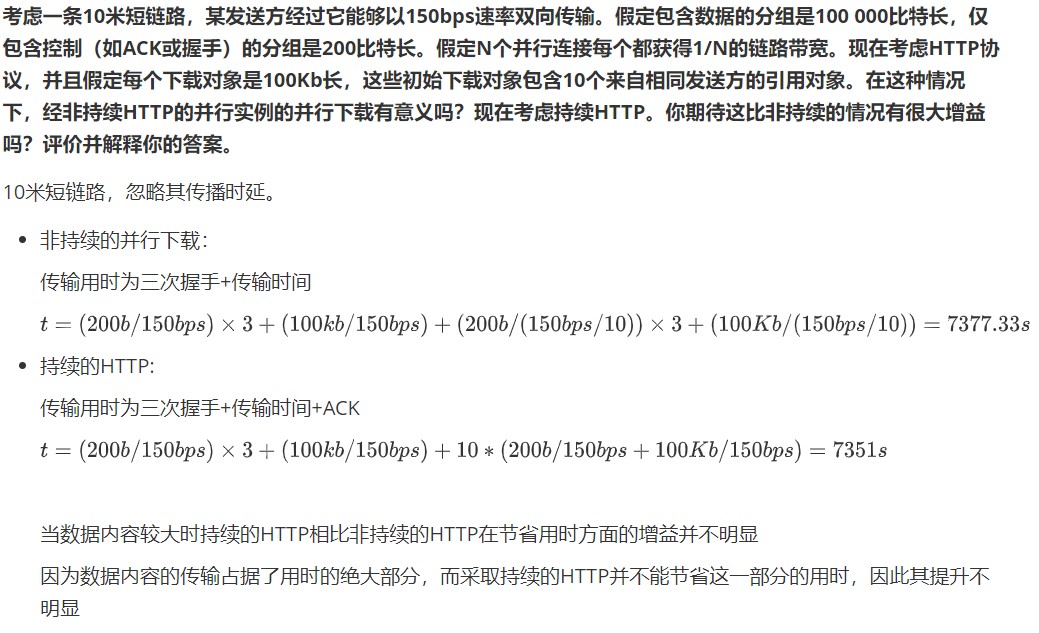 考虑一条10米短链路，某发送方经过它能够以150bps速率双向传输。假定包含数据的分组是100 000比特长，仅
包含控制（如ACK或握手）的分组是200比特长。假定N个并行连接每个都获得1/N的链路带宽。现在考虑HTTP协
议，并且假定每个下载对象是100Kb长，这些初始下载对象包含10个来自相同发送方的引用对象。在这种情况
下，经非持续HTTP的并行实例的并行下载有意义吗？现在考虑持续HTTP。你期待这比非持续的情况有很大增益
吗？评价并解释你的答案。
10米短链路，忽略其传播时延。
• 非持续的并行下载：
传输用时为三次握手+传输时间
t = (200b/150bps) × 3 + (100kb/150bps) + (200b/(150bps/10)) × 3 + (100Kb/(150bps/10)) = 7377.33s
• 持续的HTTP:
传输用时为三次握手+传输时间+ACK
t = (200b/150bps) × 3 + (100kb/150bps) + 10 ∗ (200b/150bps + 100Kb/150bps) = 7351s
当数据内容较大时持续的HTTP相比非持续的HTTP在节省用时方面的增益并不明显
因为数据内容的传输占据了用时的绝大部分，而采取持续的HTTP并不能节省这一部分的用时，因此其提升不
明显